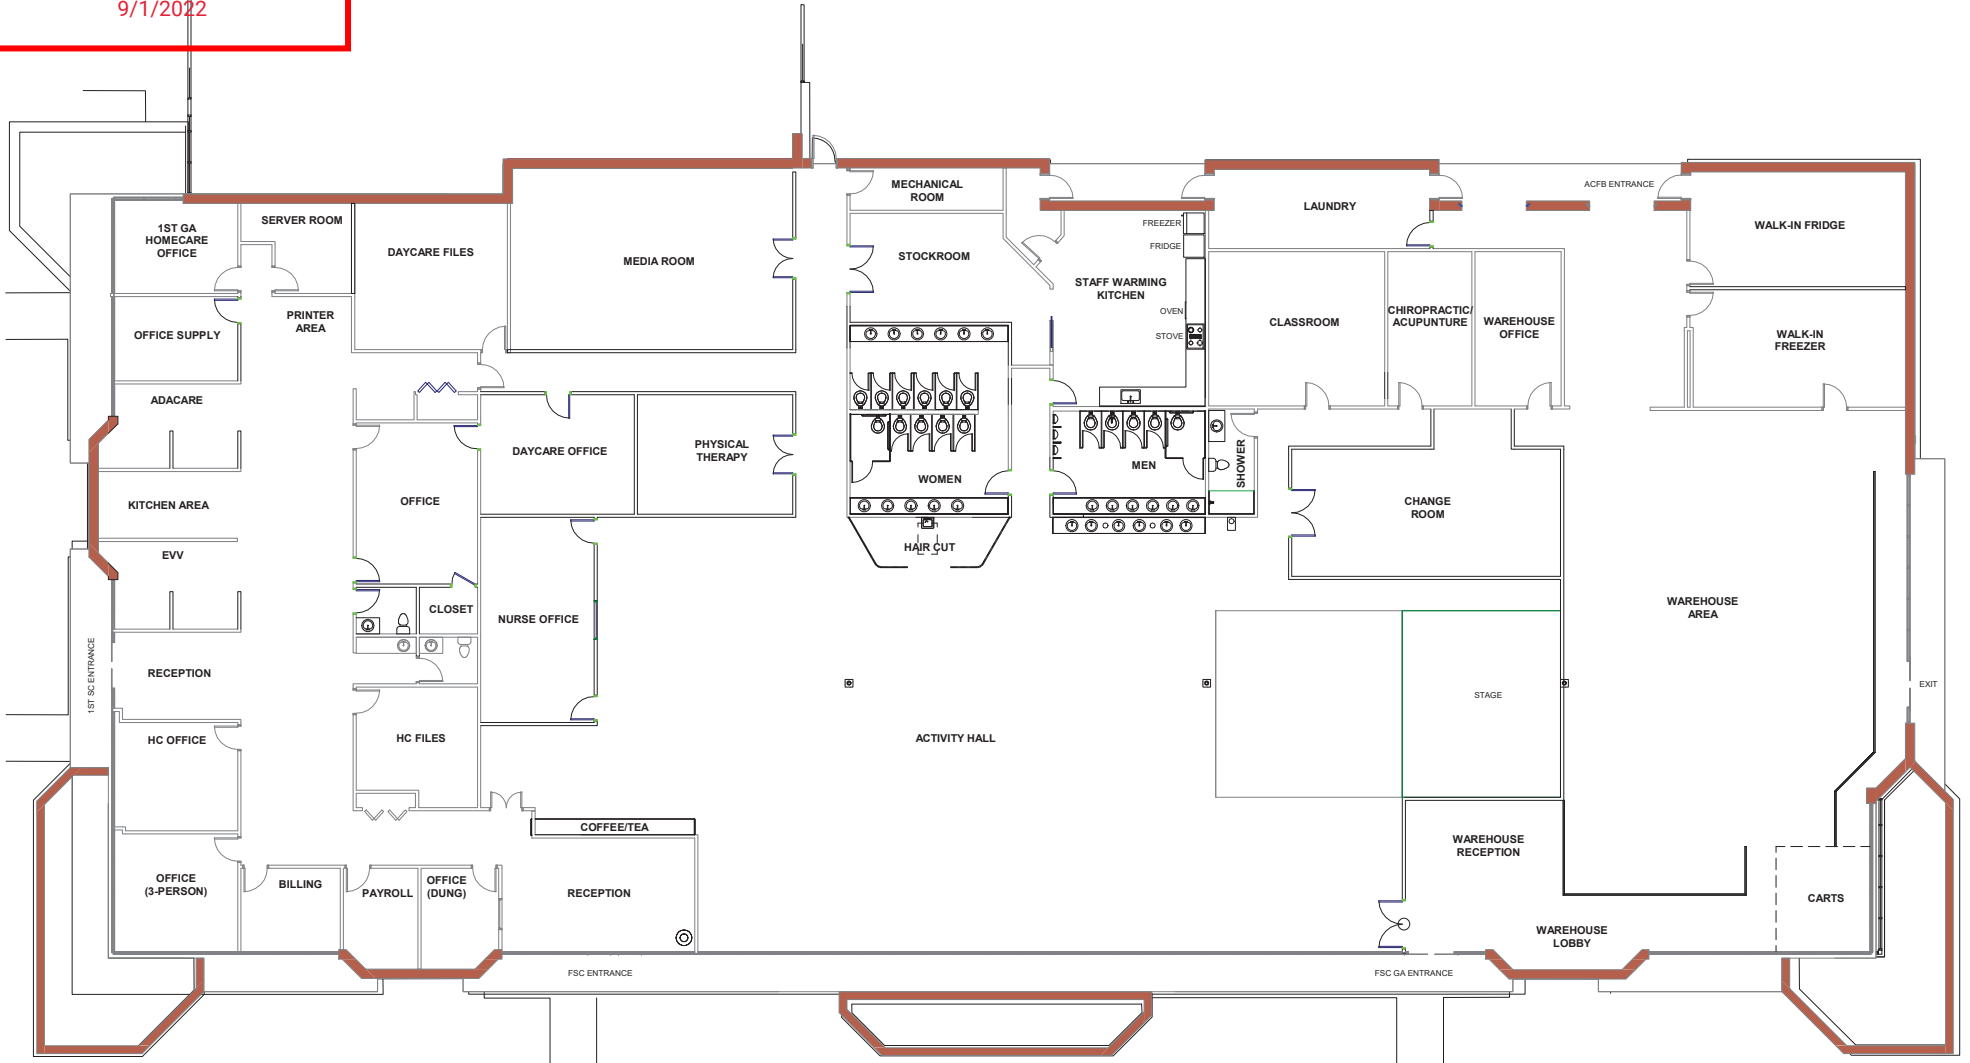 9/1/2022
1ST GA
HOMECARE
OFFICE
SERVER ROOM
DAYCARE FILES
MEDIA ROOM
MECHANICAL
ROOM
STOCKROOM
FREEZER
FRIDGE
STAFF WARMING
KITCHEN
OVEN
STOVE
LAUNDRY
ACFB ENTRANCE
WALK-IN FRIDGE
OFFICE SUPPLY
PRINTER
AREA
CLASSROOM
CHIROPRACTIC/
ACUPUNTURE
WAREHOUSE
OFFICE
WALK-IN
FREEZER
ADACARE
KITCHEN AREA
EVV
OFFICE
DAYCARE OFFICE
PHYSICAL
THERAPY
WOMEN
MEN
SHOWER
CHANGE
ROOM
HAIR CUT
CLOSET
NURSE OFFICE
WAREHOUSE
AREA
1ST SC ENTRANCE
RECEPTION
STAGE
EXIT
HC OFFICE
HC FILES
ACTIVITY HALL
COFFEE/TEA
WAREHOUSE
RECEPTION
OFFICE
(3-PERSON)
BILLING
PAYROLL
OFFICE
(DUNG)
RECEPTION
CARTS
WAREHOUSE
LOBBY
FSC ENTRANCE
FSC GA ENTRANCE